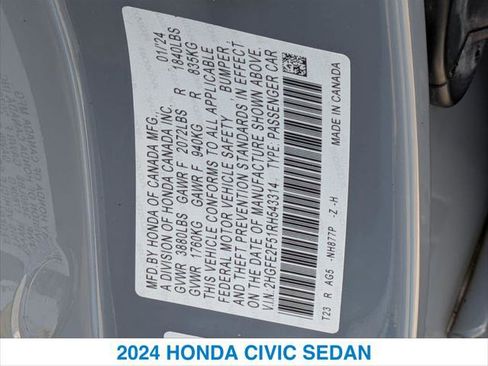 MFD. BY HONDA OF CANADA MFG. 01/24
A DIVISION OF HONDA CANADA INC.
GVWR 3880LBS GAWR F 2072LBS R 1840LBS
GVWR 1760KG GAWR F 940KG R 835KG
THIS VEHICLE CONFORMS TO ALL APPLICABLE
FEDERAL MOTOR VEHICLE SAFETY BUMPER,
AND THEFT PREVENTION STANDARDS IN EFFECT
ON THE DATE OF MANUFACTURE SHOWN ABOVE.
V.I.N. 2HGFE2F51RH543314 TYPE:PASSENGER CAR
T23 R AG5 -NH877P -Z -H MADE IN CANADA
2024 HONDA CIVIC SEDAN